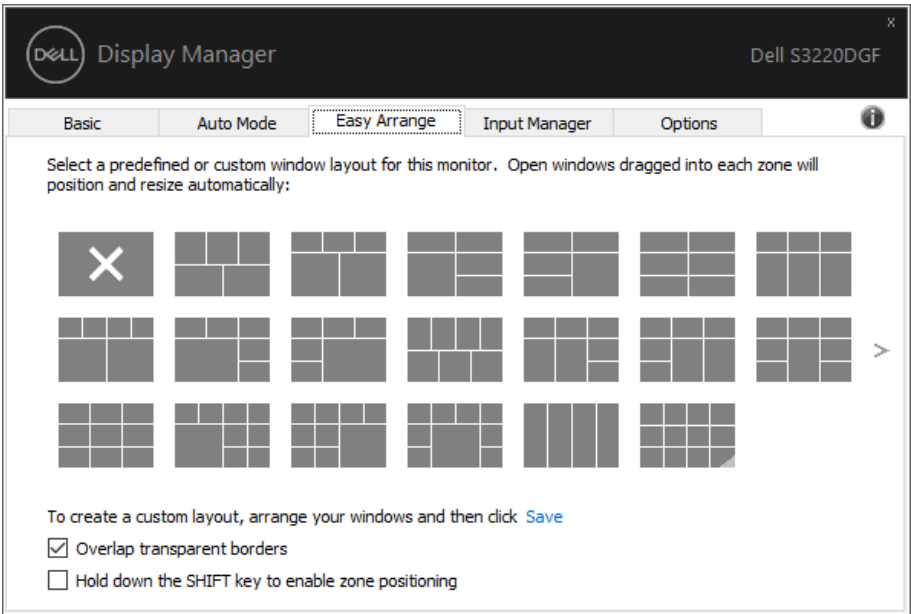 x
DELL
Display Manager
Dell S3220DGF
Basic
Auto Mode
Easy Arrange
Input Manager
Options
i
Select a predefined or custom window layout for this monitor. Open windows dragged into each zone will
position and resize automatically:
>
To create a custom layout, arrange your windows and then click Save
Overlap transparent borders
Hold down the SHIFT key to enable zone positioning